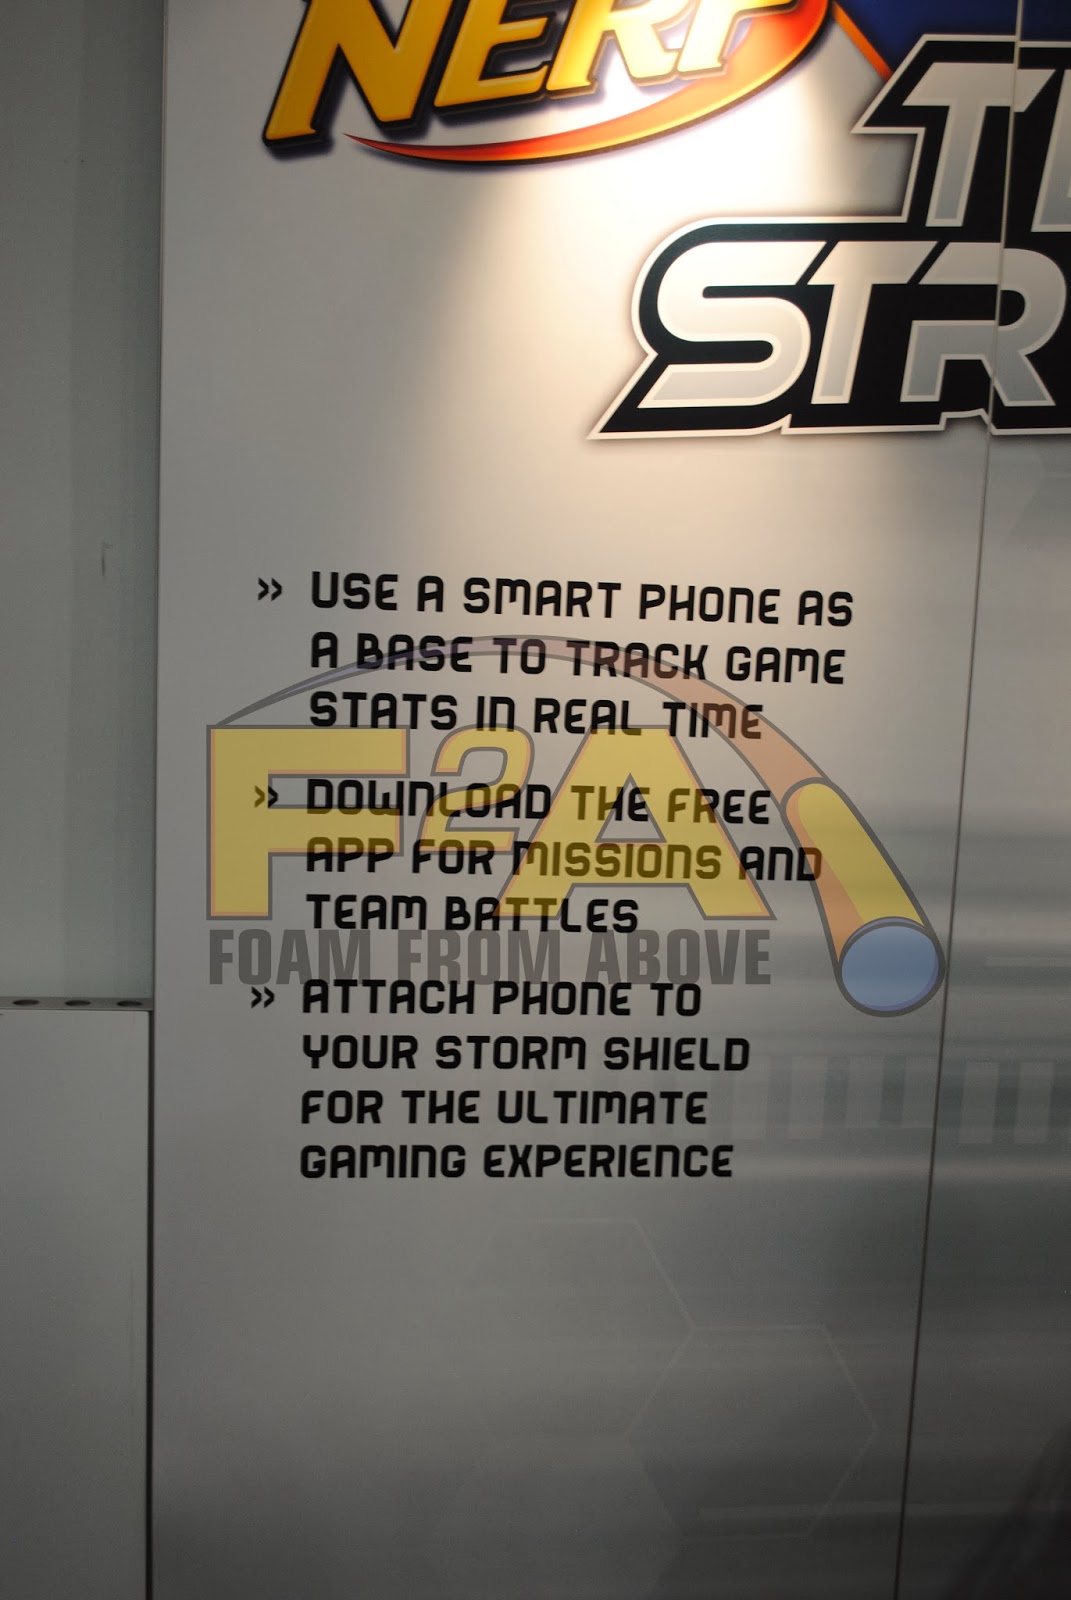 NERF
STR
» USE A SMART PHONE AS
A BASE TO TRACK GAME
STATS IN REAL TIME
» DOWNLOAD THE FREE
APP FOR MISSIONS AND
TEAM BATTLES
» ATTACH PHONE TO
YOUR STORM SHIELD
FOR THE ULTIMATE
GAMING EXPERIENCE
F2A
FOAM FROM ABOVE